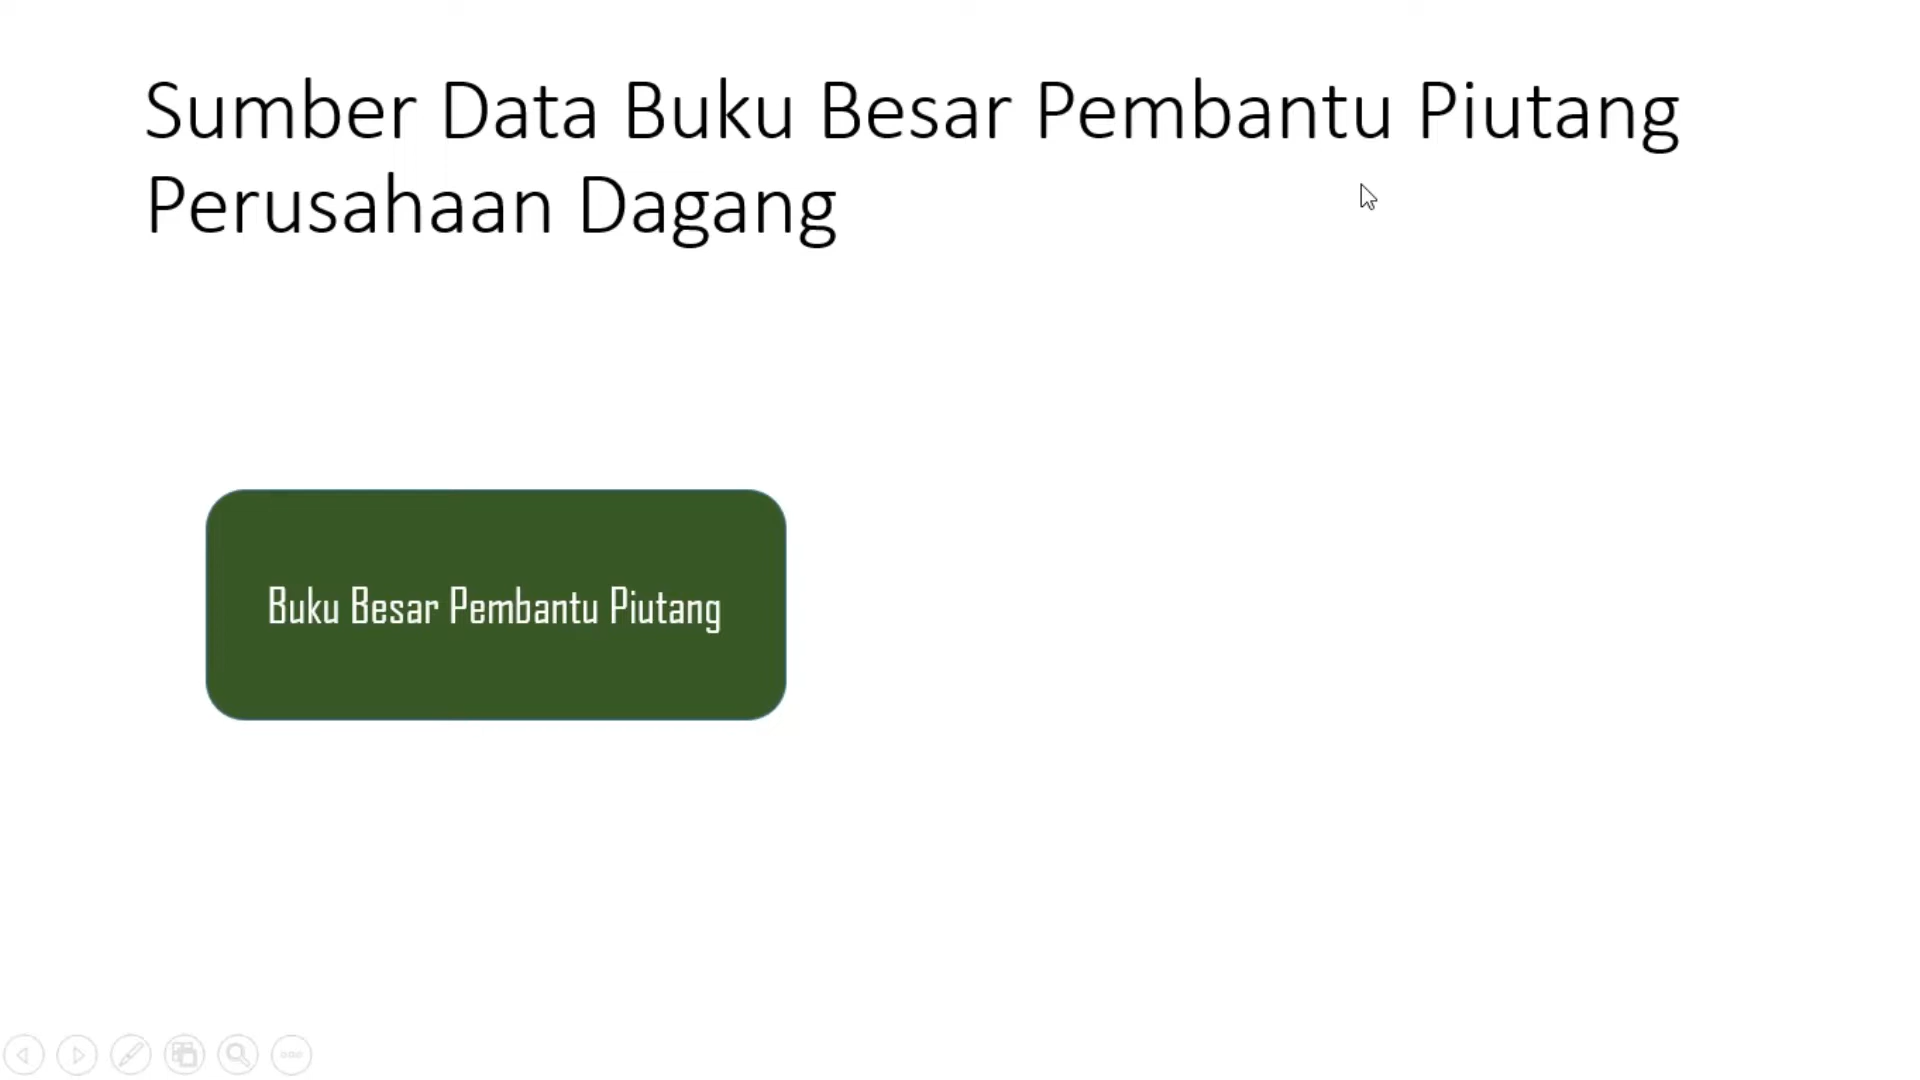 Sumber Data Buku Besar Pembantu Piutang
Perusahaan Dagang
Buku Besar Pembantu Piutang